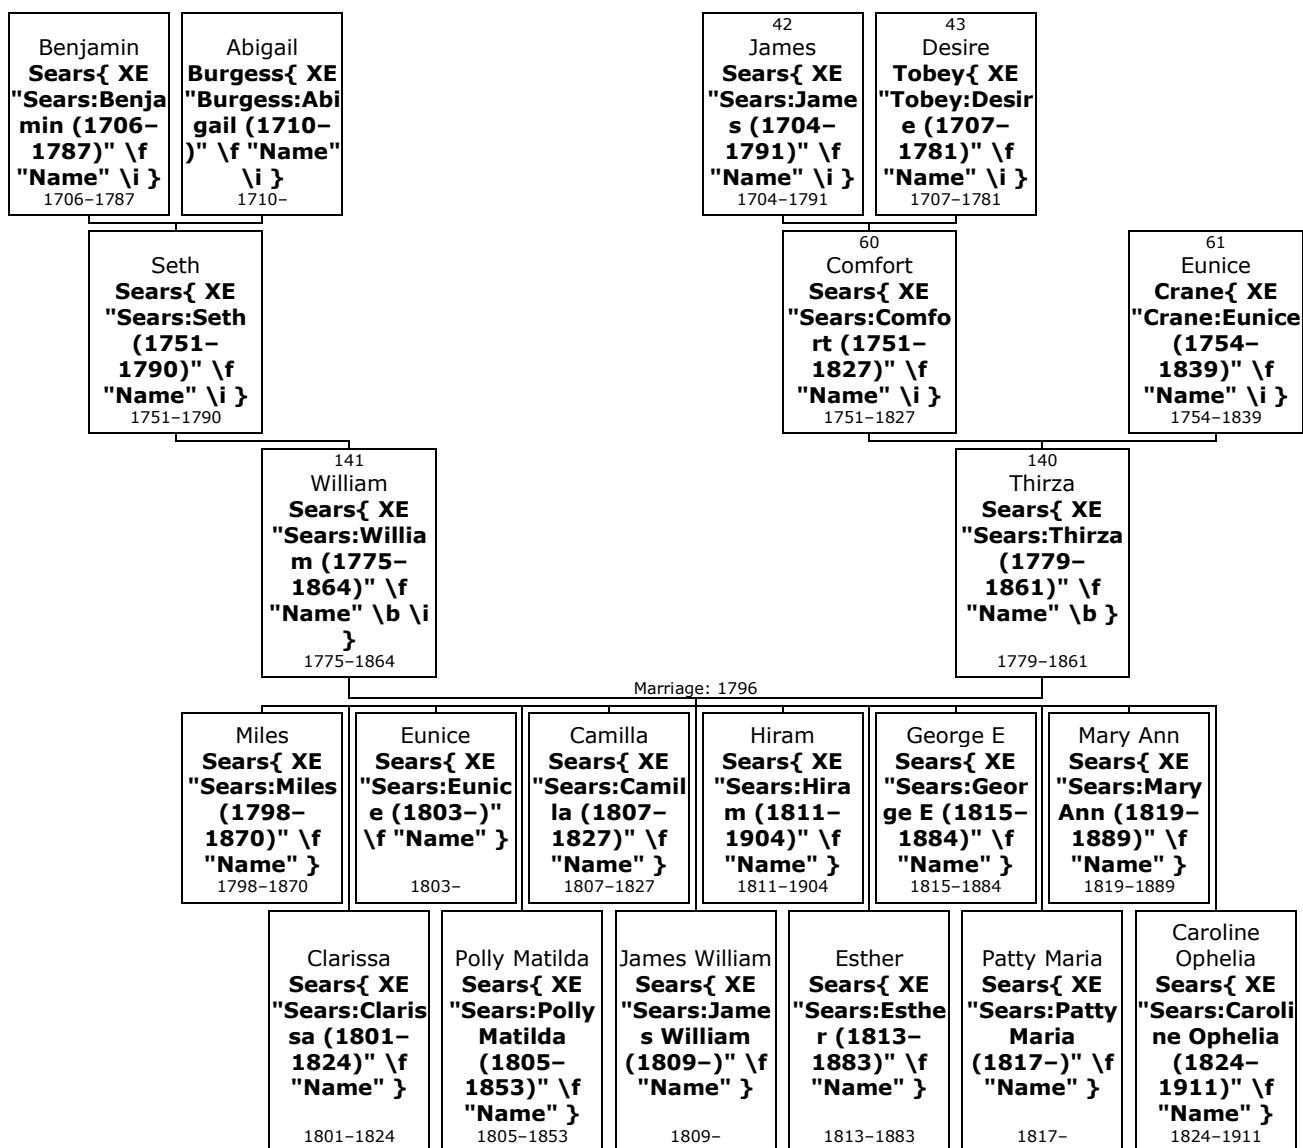 Benjamin
Sears{ XE
"Sears:Benja
min (1706–
1787)" \f
"Name" \i }
1706–1787
Abigail
Burgess{ XE
"Burgess:Abi
gail (1710–
)" \f "Name"
\i }
1710–
42
James
Sears{ XE
"Sears:Jame
s (1704–
1791)" \f
"Name" \i }
1704–1791
43
Desire
Tobey{ XE
"Tobey:Desir
e (1707–
1781)" \f
"Name" \i }
1707–1781
Seth
Sears{ XE
"Sears:Seth
(1751–
1790)" \f
"Name" \i }
1751–1790
60
Comfort
Sears{ XE
"Sears:Comfo
rt (1751–
1827)" \f
"Name" \i }
1751–1827
61
Eunice
Crane{ XE
"Crane:Eunice
(1754–
1839)" \f
"Name" \i }
1754–1839
141
William
Sears{ XE
"Sears:Willia
m (1775–
1864)" \f
"Name" \b \i
}
1775–1864
140
Thirza
Sears{ XE
"Sears:Thirza
(1779–
1861)" \f
"Name" \b }
1779–1861
Marriage: 1796
Miles
Sears{ XE
"Sears:Miles
(1798–
1870)" \f
"Name" }
1798–1870
Eunice
Sears{ XE
"Sears:Eunic
e (1803–)"
\f "Name" }
1803–
Camilla
Sears{ XE
"Sears:Camil
la (1807–
1827)" \f
"Name" }
1807–1827
Hiram
Sears{ XE
"Sears:Hira
m (1811–
1904)" \f
"Name" }
1811–1904
George E
Sears{ XE
"Sears:Geor
ge E (1815–
1884)" \f
"Name" }
1815–1884
Mary Ann
Sears{ XE
"Sears:Mary
Ann (1819–
1889)" \f
"Name" }
1819–1889
Clarissa
Sears{ XE
"Sears:Claris
sa (1801–
1824)" \f
"Name" }
1801–1824
Polly Matilda
Sears{ XE
"Sears:Polly
Matilda
(1805–
1853)" \f
"Name" }
1805–1853
James William
Sears{ XE
"Sears:Jame
s William
(1809–)" \f
"Name" }
1809–
Esther
Sears{ XE
"Sears:Esthe
r (1813–
1883)" \f
"Name" }
1813–1883
Patty Maria
Sears{ XE
"Sears:Patty
Maria
(1817–)" \f
"Name" }
1817–
Caroline
Ophelia
Sears{ XE
"Sears:Caroli
ne Ophelia
(1824–
1911)" \f
"Name" }
1824–1911